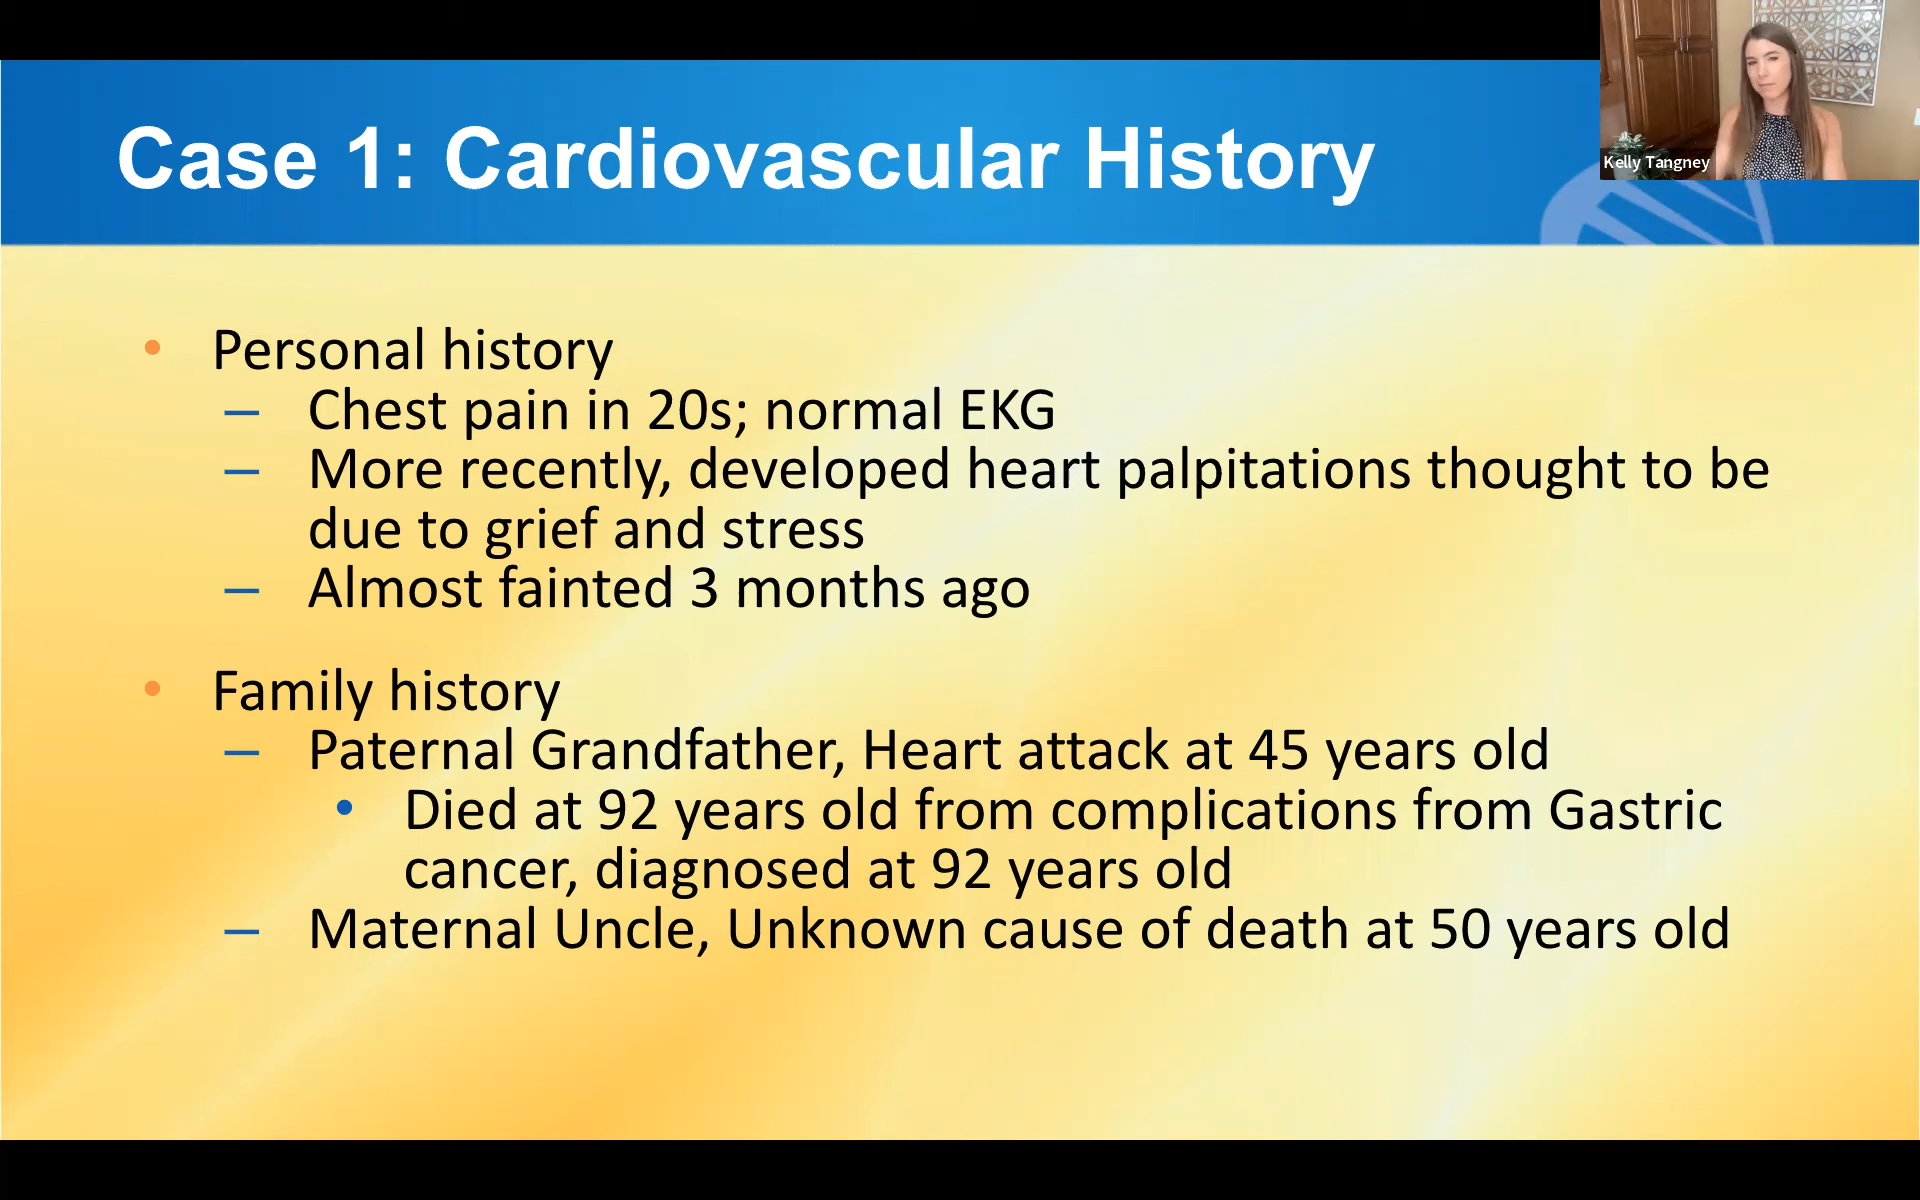 Case 1: Cardiovascular History
Kelly Tangney
• Personal history
– Chest pain in 20s; normal EKG
– More recently, developed heart palpitations thought to be
due to grief and stress
– Almost fainted 3 months ago
• Family history
– Paternal Grandfather, Heart attack at 45 years old
• Died at 92 years old from complications from Gastric
cancer, diagnosed at 92 years old
– Maternal Uncle, Unknown cause of death at 50 years old